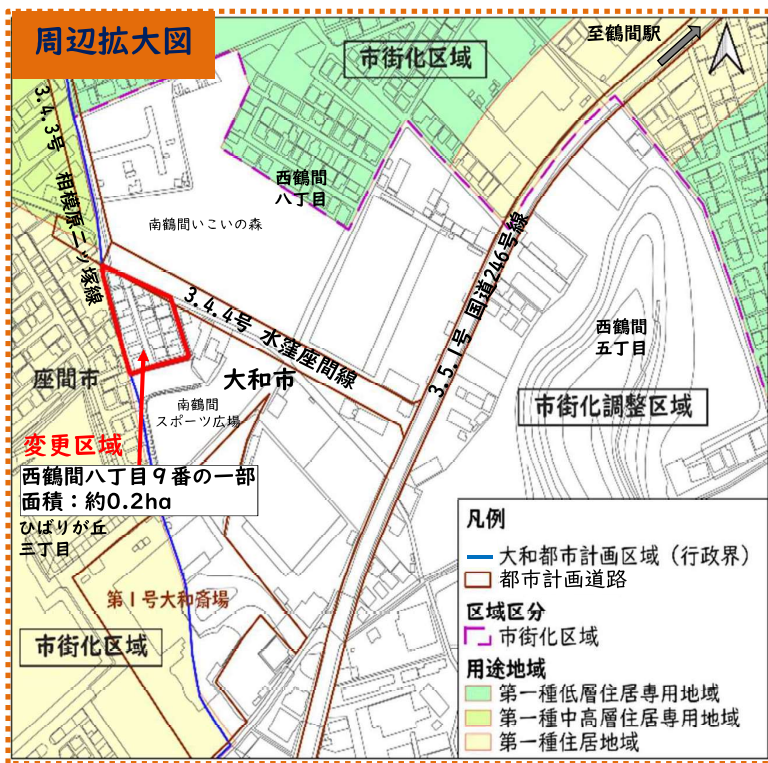 周辺拡大図
至鶴間駅
市街化区域
3.4.3号 相模原二ツ塚線
西鶴間
八丁目
南鶴間いこいの森
3.4.4号 水窪座間線
3.5.1号 国道246号線
西鶴間
五丁目
座間市
大和市
南鶴間
スポーツ広場
市街化調整区域
変更区域
西鶴間八丁目9番の一部
面積：約0.2ha
ひばりが丘
三丁目
第1号大和斎場
市街化区域
凡例
大和都市計画区域（行政界）
都市計画道路
区域区分
市街化区域
用途地域
第一種低層住居専用地域
第一種中高層住居専用地域
第一種住居地域